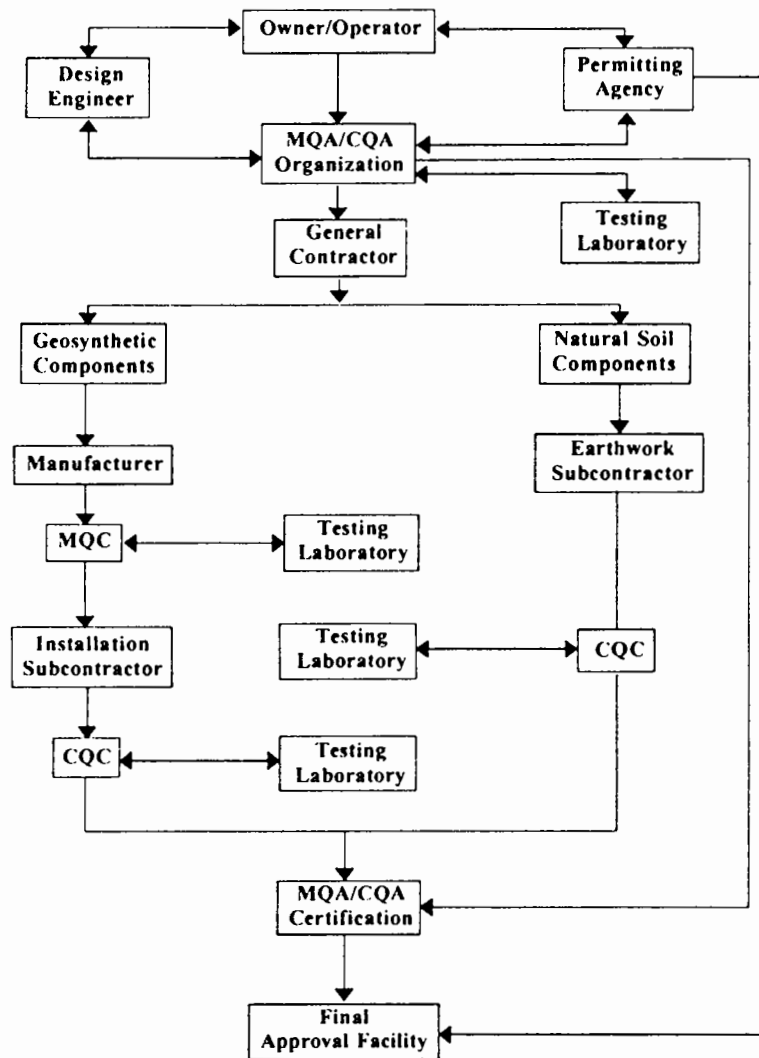 Owner/Operator
Design
Engineer
Permitting
Agency
MQA/CQA
Organization
Testing
Laboratory
General
Contractor
Geosynthetic
Components
Natural Soil
Components
Manufacturer
Earthwork
Subcontractor
MQC
Testing
Laboratory
Installation
Subcontractor
Testing
Laboratory
CQC
CQC
Testing
Laboratory
MQA/CQA
Certification
Final
Approval Facility